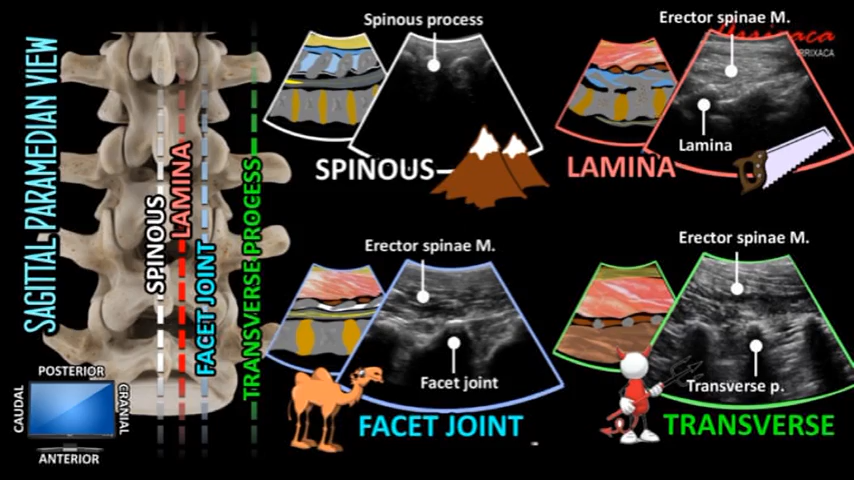 SAGITTAL PARAMEDIAN VIEW
SPINOUS
LAMINA
FACET JOINT
TRANSVERSE PROCESS
POSTERIOR
CAUDAL
CRANIAL
ANTERIOR
Spinous process
SPINOUS
Erector spinae M.
Lamina
LAMINA
Erector spinae M.
Facet joint
FACET JOINT
Erector spinae M.
Transverse p.
TRANSVERSE